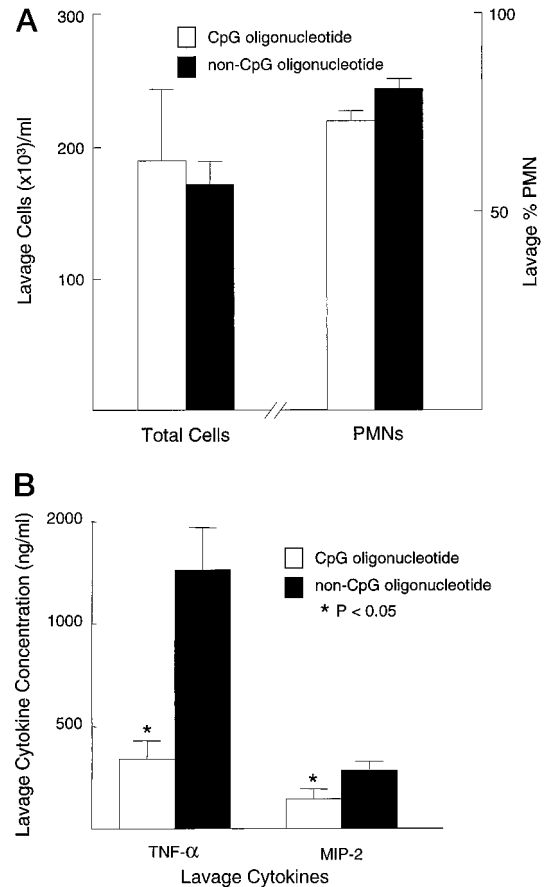 A
300
200
100
Lavage Cells (x10³)/ml
CpG oligonucleotide
non-CpG oligonucleotide
100
50
Lavage % PMN
Total Cells
PMNs
B
2000
1000
500
Lavage Cytokine Concentration (ng/ml)
CpG oligonucleotide
non-CpG oligonucleotide
* P < 0.05
*
*
TNF-α
MIP-2
Lavage Cytokines